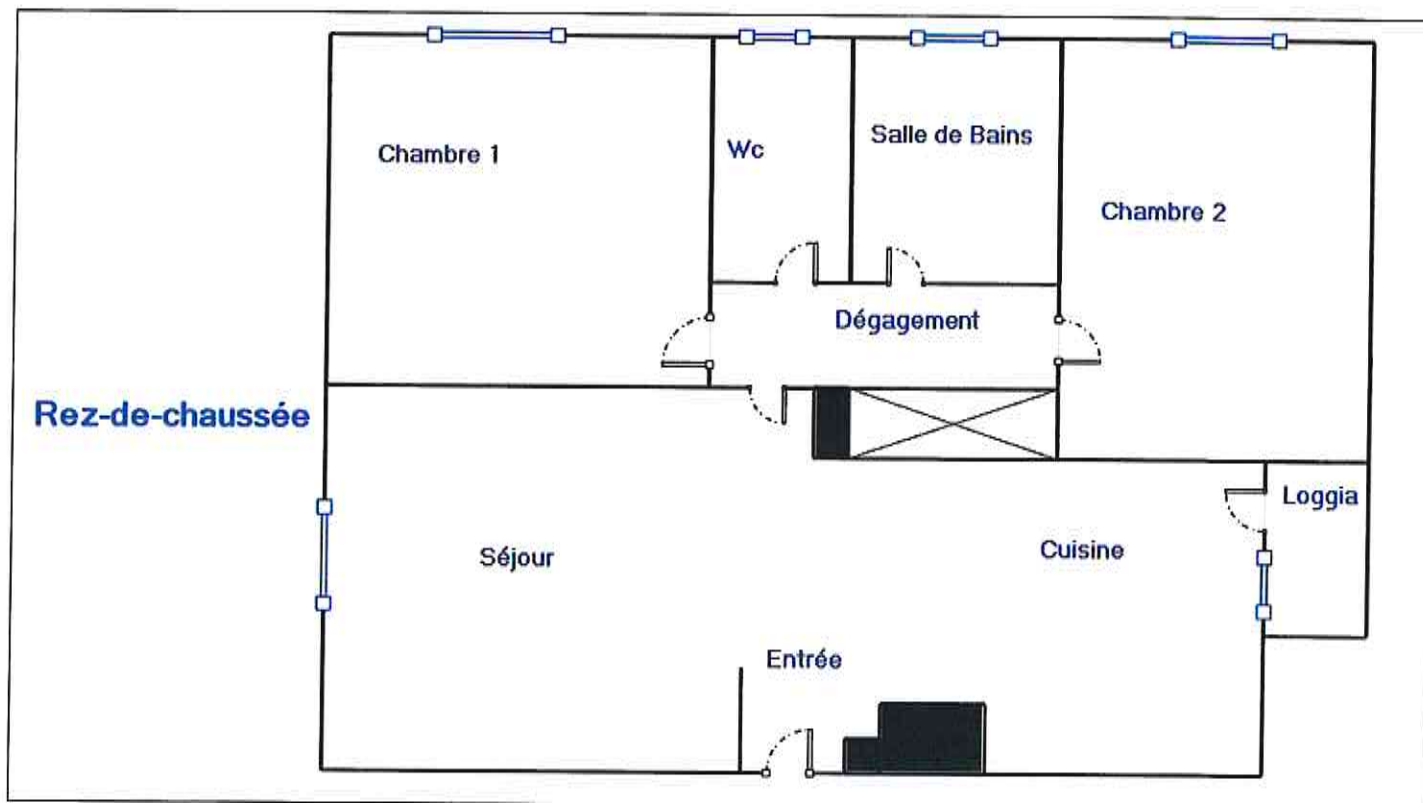 Chambre 1
Wc
Salle de Bains
Chambre 2
Dégagement
Rez-de-chaussée
Loggia
Séjour
Cuisine
Entrée